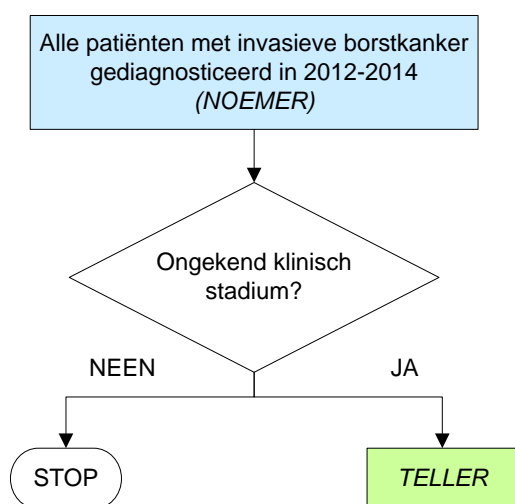 Alle patiënten met invasieve borstkanker
gediagnosticeerd in 2012-2014
(NOEMER)
Ongekend klinisch
stadium?
NEEN
JA
STOP
TELLER